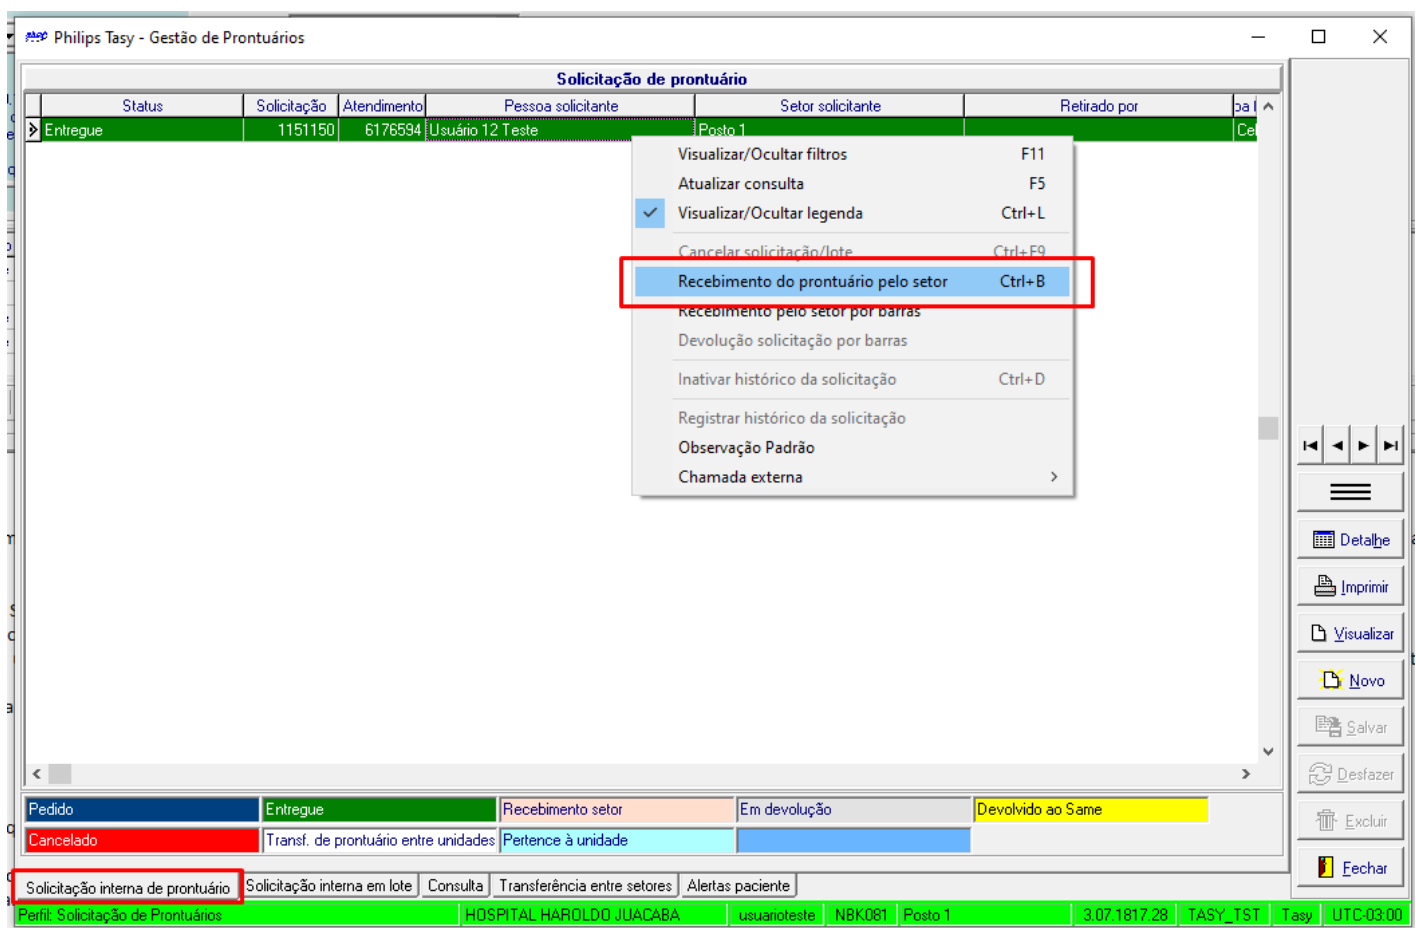 Philips Tasy - Gestão de Prontuários
Solicitação de prontuário
Status Solicitação Atendimento Pessoa solicitante Setor solicitante Retirado por
Entregue 1151150 6176594 Usuário 12 Teste Posto 1 Cel
Visualizar/Ocultar filtros F11
Atualizar consulta F5
Visualizar/Ocultar legenda Ctrl+L
Cancelar solicitação/lote Ctrl+F9
Recebimento do prontuário pelo setor Ctrl+B
Recebimento pelo setor por barras
Devolução solicitação por barras
Inativar histórico da solicitação Ctrl+D
Registrar histórico da solicitação
Observação Padrão
Chamada externa
Detalhe
Imprimir
Visualizar
Novo
Salvar
Desfazer
Excluir
Fechar
Pedido Entregue Recebimento setor Em devolução Devolvido ao Same
Cancelado Transf. de prontuário entre unidades Pertence à unidade
Solicitação interna de prontuário Solicitação interna em lote Consulta Transferência entre setores Alertas paciente
Perfil: Solicitação de Prontuários HOSPITAL HAROLDO JUACABA usuarioteste NBK081 Posto 1 3.07.1817.28 TASY_TST Tasy UTC-03:00